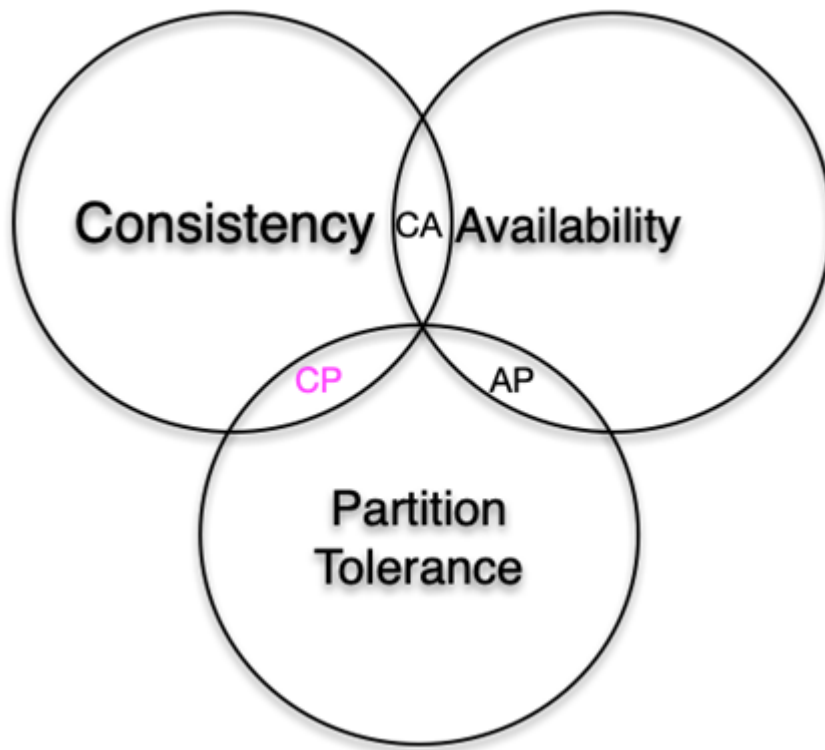 Consistency
CA
Availability
CP
AP
Partition
Tolerance